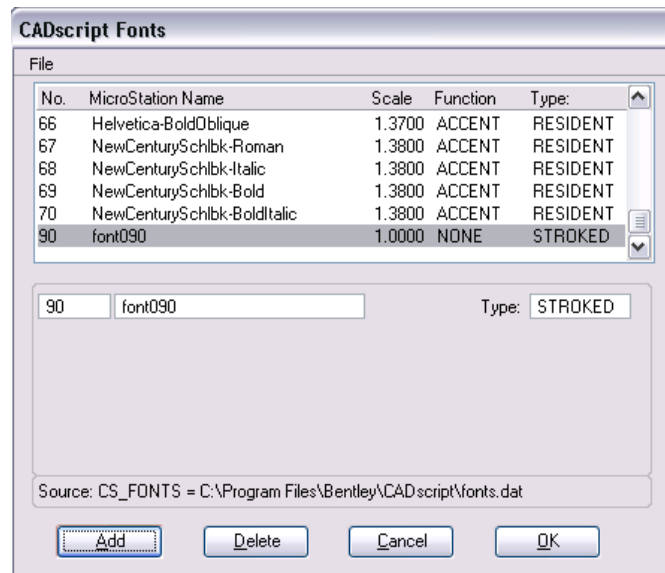 CADscript Fonts
File
No. MicroStation Name Scale Function Type:
66 Helvetica-BoldOblique 1.3700 ACCENT RESIDENT
67 NewCenturySchlbk-Roman 1.3800 ACCENT RESIDENT
68 NewCenturySchlbk-Italic 1.3800 ACCENT RESIDENT
69 NewCenturySchlbk-Bold 1.3800 ACCENT RESIDENT
70 NewCenturySchlbk-BoldItalic 1.3800 ACCENT RESIDENT
90 font090 1.0000 NONE STROKED
90 font090 Type: STROKED
Source: CS_FONTS = C:\Program Files\Bentley\CADscript\fonts.dat
Add Delete Cancel OK